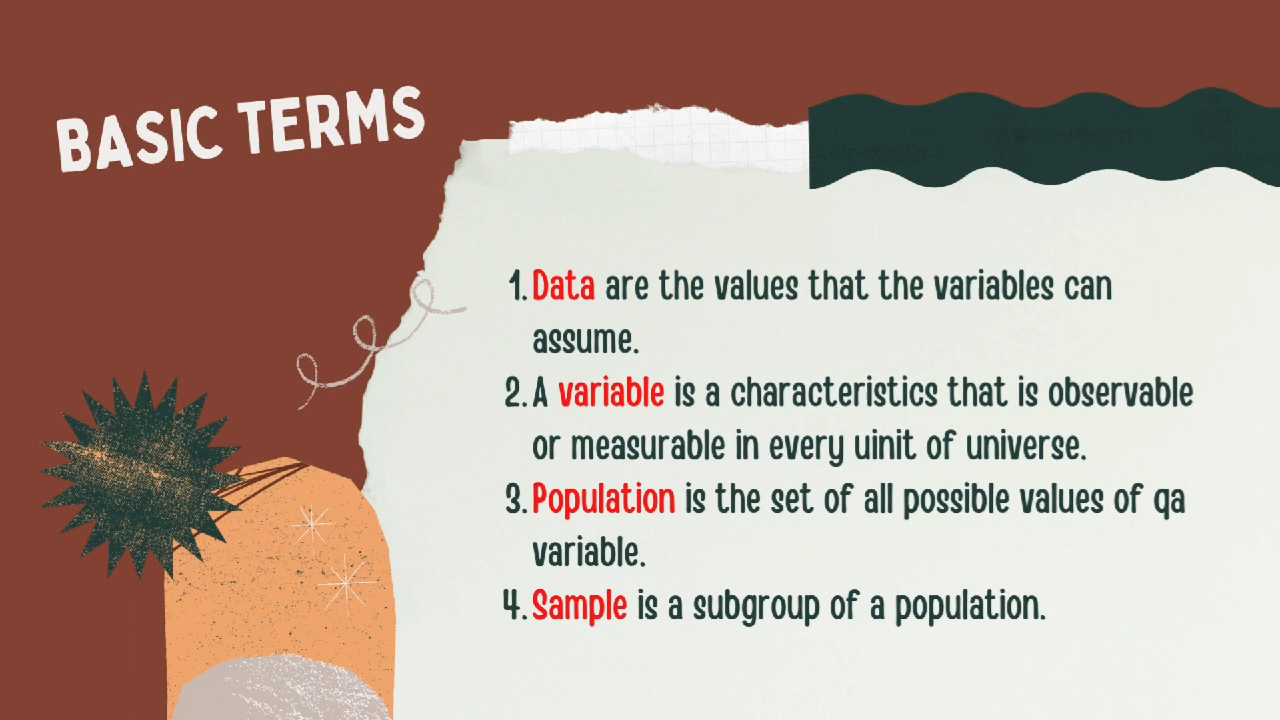 BASIC TERMS
1. Data are the values that the variables can
assume.
2. A variable is a characteristics that is observable
or measurable in every uinit of universe.
3. Population is the set of all possible values of qa
variable.
4. Sample is a subgroup of a population.